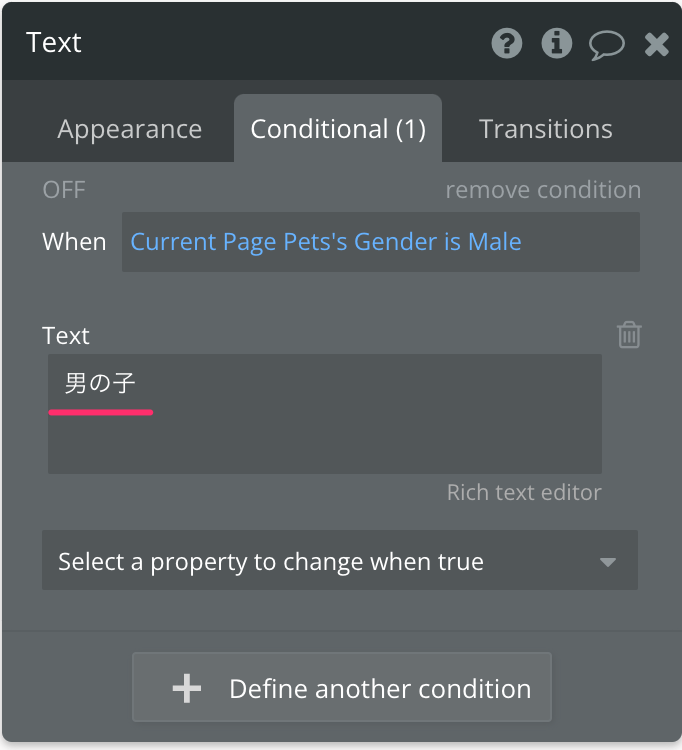 Text
Appearance
Conditional (1)
Transitions
OFF
remove condition
When
Current Page Pets's Gender is Male
Text
男の子
Rich text editor
Select a property to change when true
Define another condition